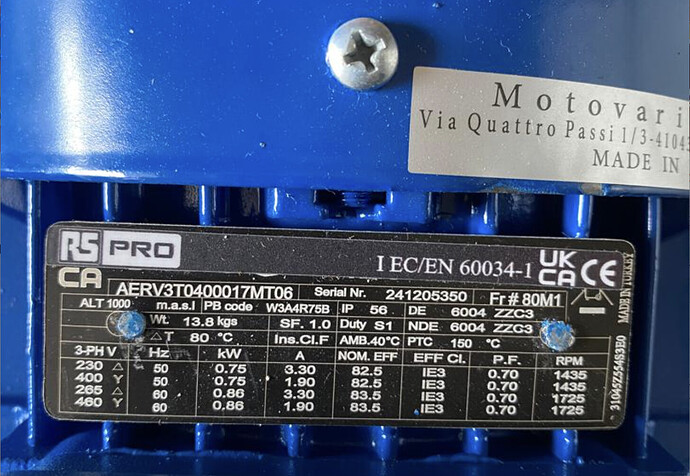 Motovari
Via Quattro Passi 1/3-4104
MADE IN
RS PRO
I EC/EN 60034-1 UK CA CE
CA AERV3T0400017MT06 Serial Nr. 241205350 Fr# 80M1
ALT 1000 m.a.s.l PB code W3A4R75B IP 56 DE 6004 ZZC3
Wt. 13.8 kgs SF. 1.0 Duty S1 NDE 6004 ZZC3
△ T 80 °C Ins.Cl.F AMB.40°C PTC 150 °C
3-PH V Hz kW A NOM. EFF EFF Cl. P.F. RPM
230 △ 50 0.75 3.30 82.5 IE3 0.70 1435
400 Y 50 0.75 1.90 82.5 IE3 0.70 1435
265 △ 60 0.86 3.30 83.5 IE3 0.70 1725
460 Y 60 0.86 1.90 83.5 IE3 0.70 1725
MADE IN TURKEY